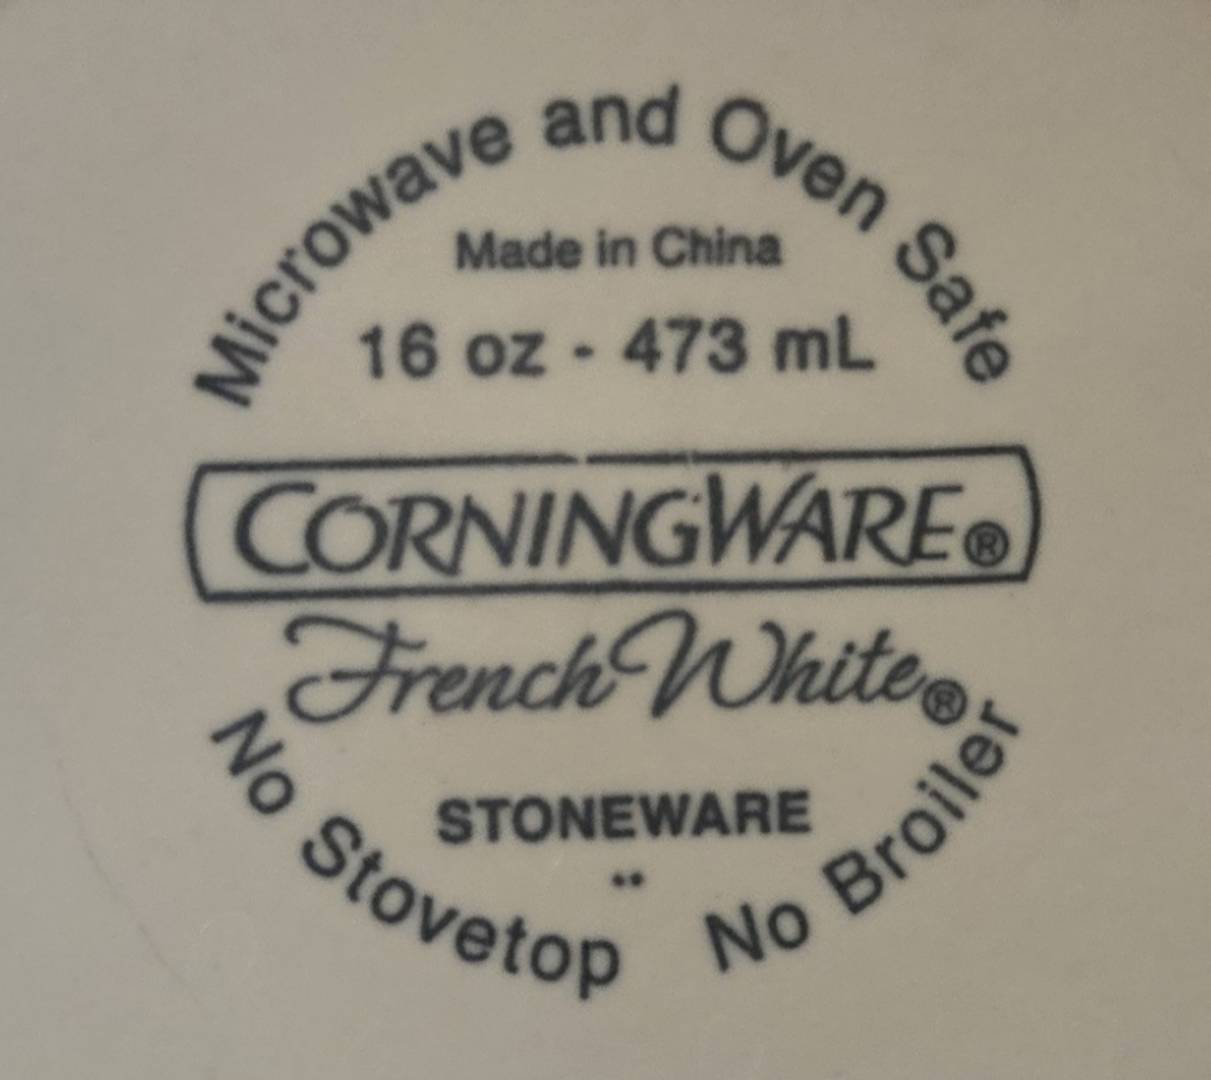 Microwave and Oven Safe
Made in China
16 oz - 473 mL
CORNINGWARE®
French White®
STONEWARE
No Stovetop No Broiler